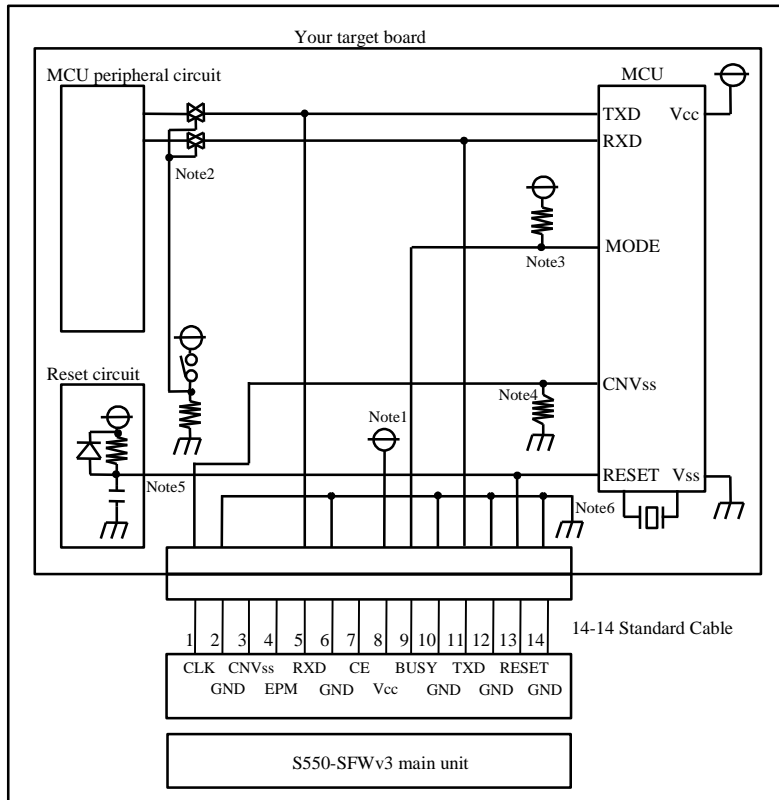 Your target board
MCU peripheral circuit
MCU
TXD
Vcc
RXD
Note2
Note3
MODE
Reset circuit
Note4
CNVss
Note1
Note5
RESET
Vss
Note6
14-14 Standard Cable
1 2 3 4 5 6 7 8 9 10 11 12 13 14
CLK CNVss RXD CE BUSY TXD RESET
GND EPM GND Vcc GND GND GND
S550-SFWv3 main unit